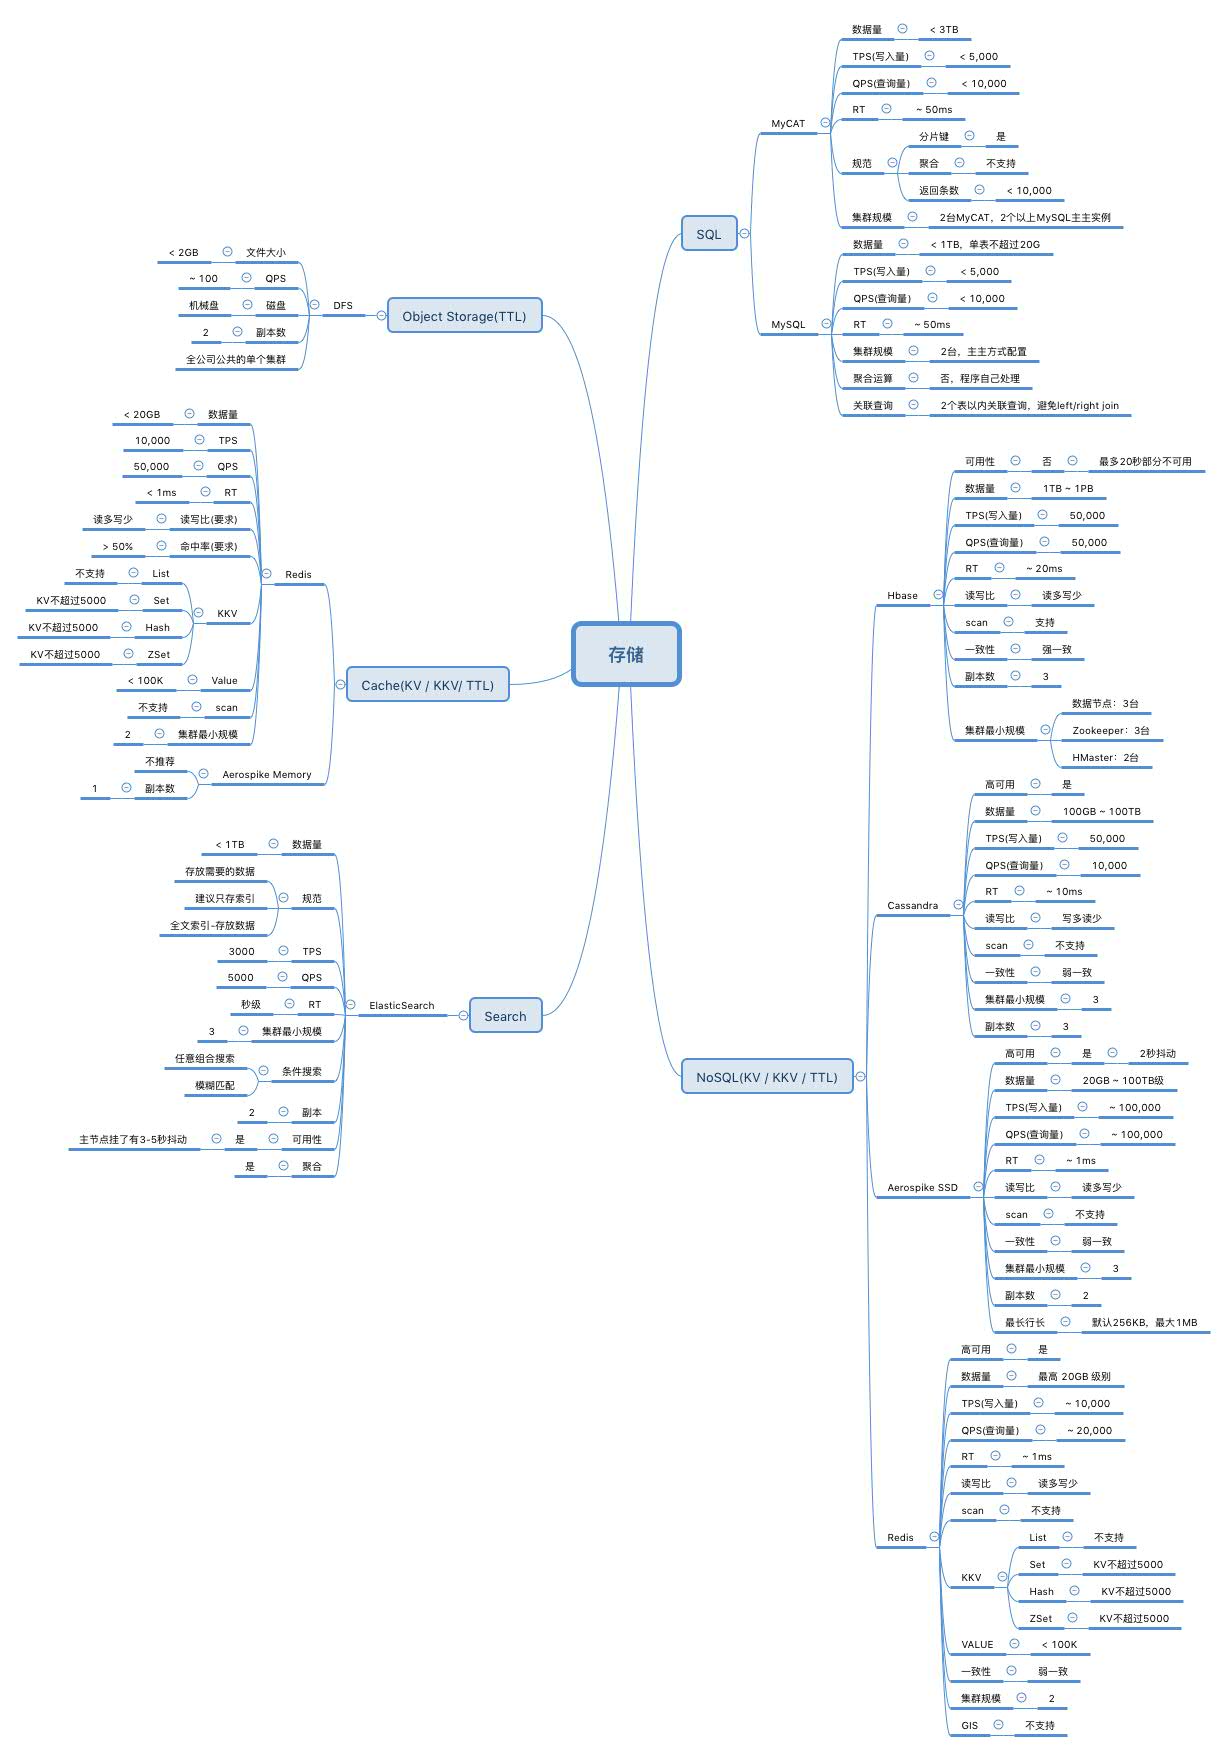 存储
SQL
MyCAT
数据量 < 3TB
TPS(写入量) < 5,000
QPS(查询量) < 10,000
RT ~ 50ms
规范
分片键 是
聚合 不支持
返回条数 < 10,000
集群规模 2台MyCAT，2个以上MySQL主主实例
MySQL
数据量 < 1TB，单表不超过20G
TPS(写入量) < 5,000
QPS(查询量) < 10,000
RT ~ 50ms
集群规模 2台，主主方式配置
聚合运算 否，程序自己处理
关联查询 2个表以内关联查询，避免left/right join
NoSQL(KV / KKV / TTL)
Hbase
可用性 否 最多20秒部分不可用
数据量 1TB ~ 1PB
TPS(写入量) 50,000
QPS(查询量) 50,000
RT ~ 20ms
读写比 读多写少
scan 支持
一致性 强一致
副本数 3
集群最小规模
数据节点：3台
Zookeeper：3台
HMaster：2台
Cassandra
高可用 是
数据量 100GB ~ 100TB
TPS(写入量) 50,000
QPS(查询量) 10,000
RT ~ 10ms
读写比 写多读少
scan 不支持
一致性 弱一致
集群最小规模 3
副本数 3
Aerospike SSD
高可用 是 2秒抖动
数据量 20GB ~ 100TB级
TPS(写入量) ~ 100,000
QPS(查询量) ~ 100,000
RT ~ 1ms
读写比 读多写少
scan 不支持
一致性 弱一致
集群最小规模 3
副本数 2
最长行长 默认256KB，最大1MB
Redis
高可用 是
数据量 最高 20GB 级别
TPS(写入量) ~ 10,000
QPS(查询量) ~ 20,000
RT ~ 1ms
读写比 读多写少
scan 不支持
KKV
List 不支持
Set KV不超过5000
Hash KV不超过5000
ZSet KV不超过5000
VALUE < 100K
一致性 弱一致
集群规模 2
GIS 不支持
Object Storage(TTL)
DFS
< 2GB 文件大小
~ 100 QPS
机械盘 磁盘
2 副本数
全公司公共的单个集群
Cache(KV / KKV/ TTL)
Redis
< 20GB 数据量
10,000 TPS
50,000 QPS
< 1ms RT
读多写少 读写比(要求)
> 50% 命中率(要求)
KKV
不支持 List
KV不超过5000 Set
KV不超过5000 Hash
KV不超过5000 ZSet
< 100K Value
不支持 scan
2 集群最小规模
Aerospike Memory
不推荐
1 副本数
Search
ElasticSearch
< 1TB 数据量
规范
存放需要的数据
建议只存索引
全文索引-存放数据
3000 TPS
5000 QPS
秒级 RT
3 集群最小规模
条件搜索
任意组合搜索
模糊匹配
2 副本
主节点挂了有3-5秒抖动 是 可用性
是 聚合